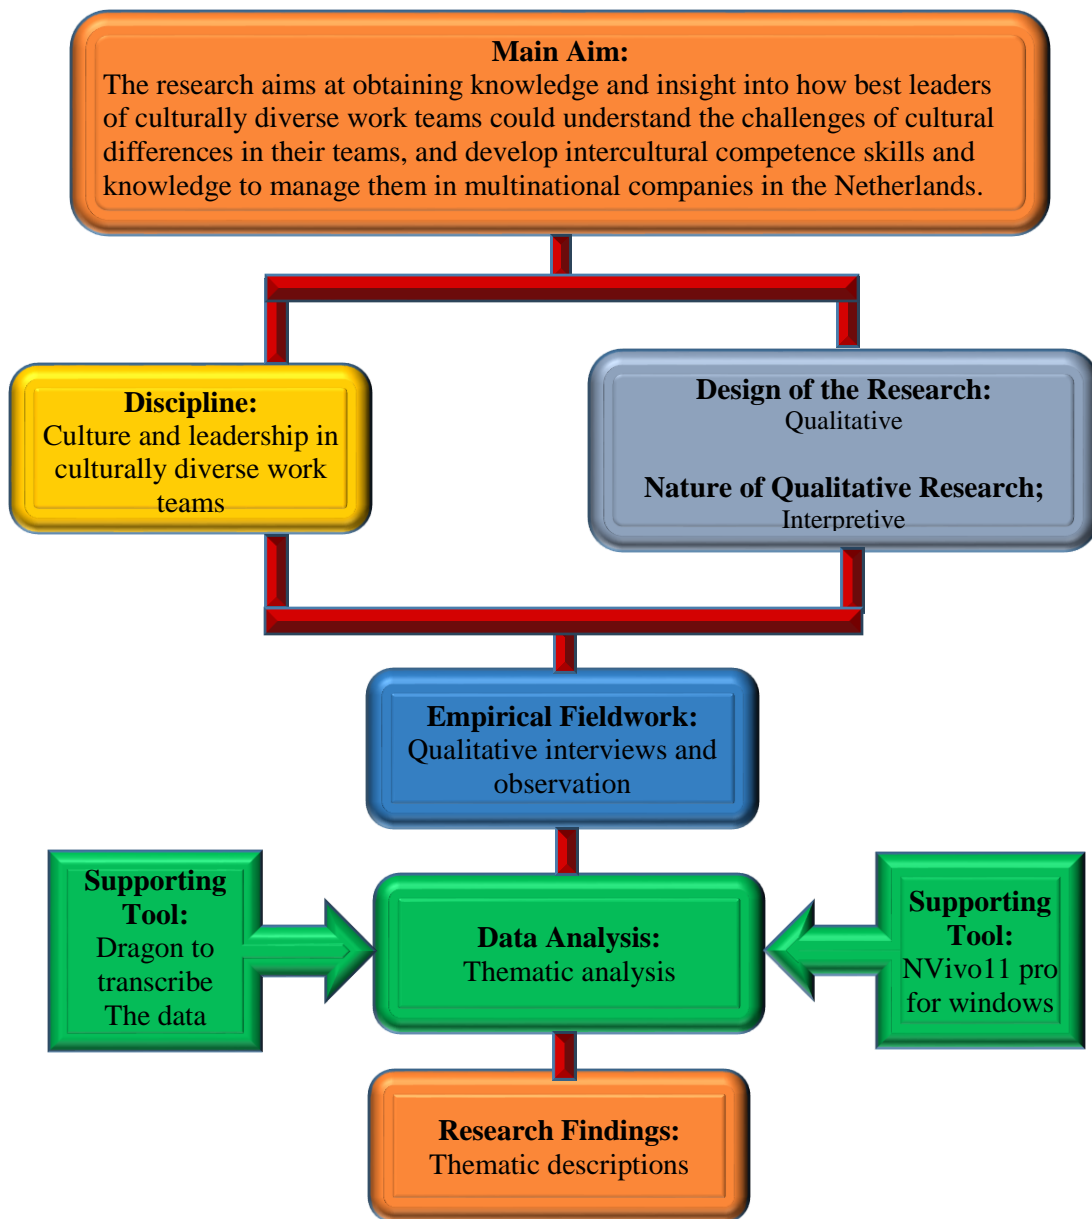 Main Aim:
The research aims at obtaining knowledge and insight into how best leaders
of culturally diverse work teams could understand the challenges of cultural
differences in their teams, and develop intercultural competence skills and
knowledge to manage them in multinational companies in the Netherlands.
Discipline:
Culture and leadership in
culturally diverse work
teams
Design of the Research:
Qualitative
Nature of Qualitative Research;
Interpretive
Empirical Fieldwork:
Qualitative interviews and
observation
Supporting
Tool:
Dragon to
transcribe
The data
Data Analysis:
Thematic analysis
Supporting
Tool:
NVivo11 pro
for windows
Research Findings:
Thematic descriptions